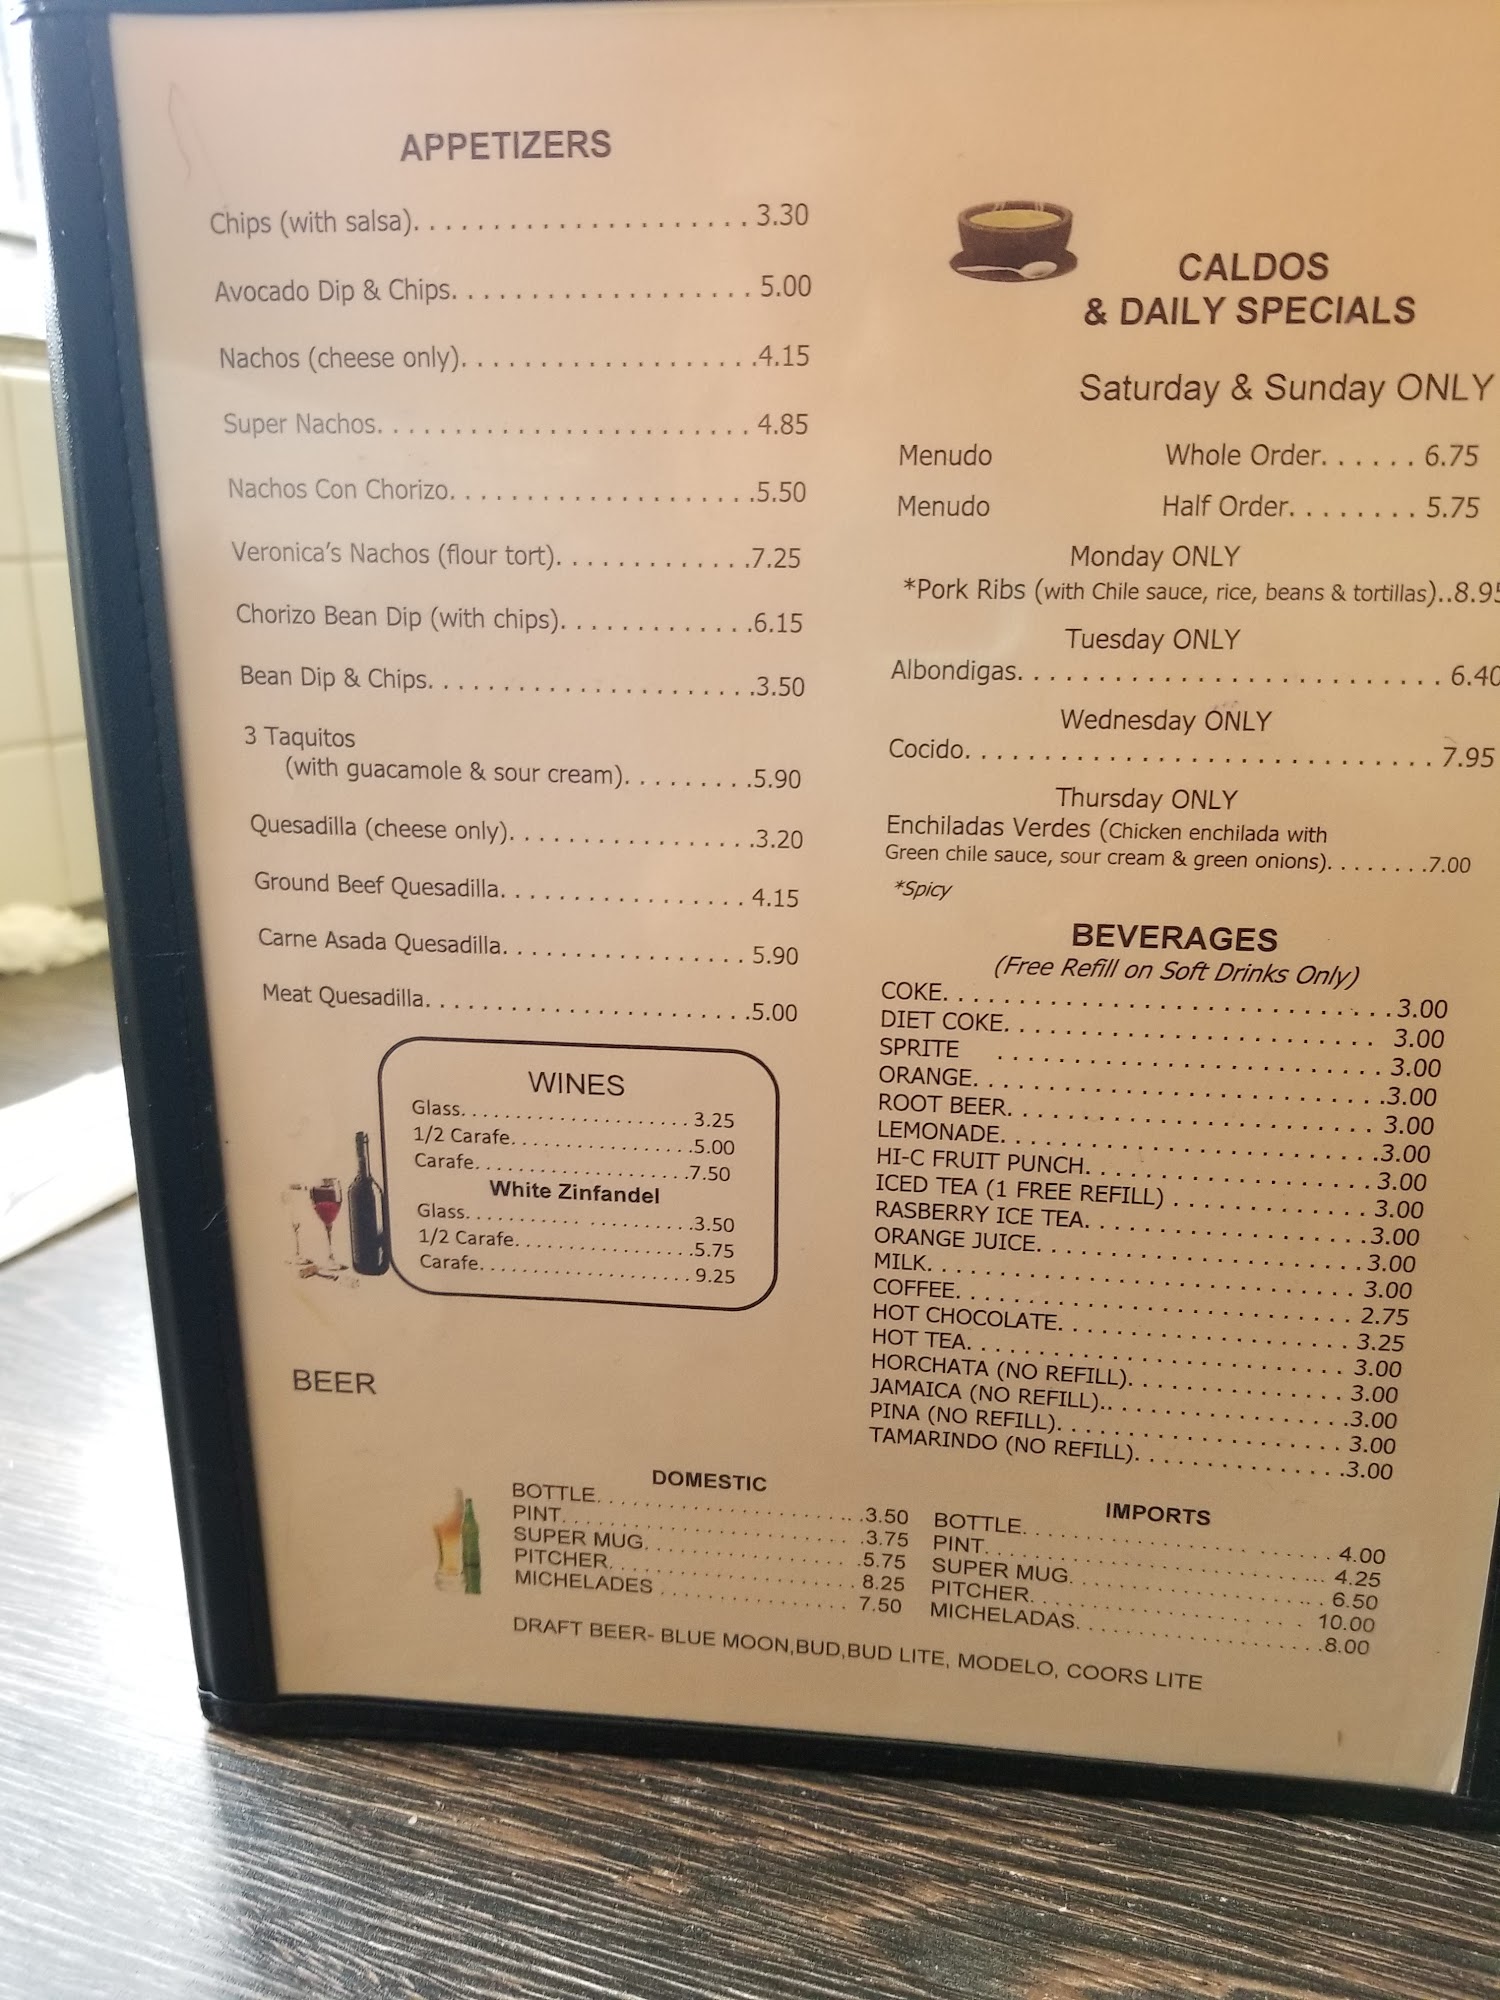 APPETIZERS
Chips (with salsa). . . . . . . . . . . . . . . . . . . . . 3.30
Avocado Dip & Chips. . . . . . . . . . . . . . . . . . . 5.00
Nachos (cheese only). . . . . . . . . . . . . . . . . . .4.15
Super Nachos. . . . . . . . . . . . . . . . . . . . . . . . 4.85
Nachos Con Chorizo. . . . . . . . . . . . . . . . . . . .5.50
Veronica's Nachos (flour tort). . . . . . . . . . . . .7.25
Chorizo Bean Dip (with chips). . . . . . . . . . . . .6.15
Bean Dip & Chips. . . . . . . . . . . . . . . . . . . . .3.50
3 Taquitos
(with guacamole & sour cream). . . . . . . . .5.90
Quesadilla (cheese only). . . . . . . . . . . . . . . .3.20
Ground Beef Quesadilla. . . . . . . . . . . . . . . . 4.15
Carne Asada Quesadilla. . . . . . . . . . . . . . . . 5.90
Meat Quesadilla. . . . . . . . . . . . . . . . . . . . . .5.00
WINES
Glass. . . . . . . . . . . . . . . . . . . . 3.25
1/2 Carafe. . . . . . . . . . . . . . . .5.00
Carafe. . . . . . . . . . . . . . . . . . .7.50
White Zinfandel
Glass. . . . . . . . . . . . . . . . . . . .3.50
1/2 Carafe. . . . . . . . . . . . . . . .5.75
Carafe. . . . . . . . . . . . . . . . . . . 9.25
CALDOS
& DAILY SPECIALS
Saturday & Sunday ONLY
Menudo Whole Order. . . . . . 6.75
Menudo Half Order. . . . . . . . 5.75
Monday ONLY
*Pork Ribs (with Chile sauce, rice, beans & tortillas)..8.95
Tuesday ONLY
Albondigas. . . . . . . . . . . . . . . . . . . . . . . . . 6.40
Wednesday ONLY
Cocido. . . . . . . . . . . . . . . . . . . . . . . . . . . . 7.95
Thursday ONLY
Enchiladas Verdes (Chicken enchilada with
Green chile sauce, sour cream & green onions). . . . . . . .7.00
*Spicy
BEVERAGES
(Free Refill on Soft Drinks Only)
COKE. . . . . . . . . . . . . . . . . . . . . . . . . . . . . 3.00
DIET COKE. . . . . . . . . . . . . . . . . . . . . . . . 3.00
SPRITE . . . . . . . . . . . . . . . . . . . . . . . . . . 3.00
ORANGE. . . . . . . . . . . . . . . . . . . . . . . . . . .3.00
ROOT BEER. . . . . . . . . . . . . . . . . . . . . . . . 3.00
LEMONADE. . . . . . . . . . . . . . . . . . . . . . . . .3.00
HI-C FRUIT PUNCH. . . . . . . . . . . . . . . . . . . 3.00
ICED TEA (1 FREE REFILL) . . . . . . . . . . . . . 3.00
RASBERRY ICE TEA. . . . . . . . . . . . . . . . . . .3.00
ORANGE JUICE. . . . . . . . . . . . . . . . . . . . . .3.00
MILK. . . . . . . . . . . . . . . . . . . . . . . . . . . . . 3.00
COFFEE. . . . . . . . . . . . . . . . . . . . . . . . . . . 2.75
HOT CHOCOLATE. . . . . . . . . . . . . . . . . . . . 3.25
HOT TEA. . . . . . . . . . . . . . . . . . . . . . . . . . 3.00
HORCHATA (NO REFILL). . . . . . . . . . . . . . . 3.00
JAMAICA (NO REFILL).. . . . . . . . . . . . . . . . .3.00
PINA (NO REFILL). . . . . . . . . . . . . . . . . . . . 3.00
TAMARINDO (NO REFILL). . . . . . . . . . . . . . .3.00
BEER
DOMESTIC
BOTTLE. . . . . . . . . . . . . . . . . . . . .. .3.50
PINT. . . . . . . . . . . . . . . . . . . . . . . . .3.75
SUPER MUG. . . . . . . . . . . . . . . . . .5.75
PITCHER. . . . . . . . . . . . . . . . . . . . 8.25
MICHELADES . . . . . . . . . . . . . . . . 7.50
IMPORTS
BOTTLE. . . . . . . . . . . . . . . . . . . . . . 4.00
PINT. . . . . . . . . . . . . . . . . . . . . . .. 4.25
SUPER MUG. . . . . . . . . . . . . . . . .. . 6.50
PITCHER. . . . . . . . . . . . . . . . . . . 10.00
MICHELADAS. . . . . . . . . . . . . . . . . .8.00
DRAFT BEER- BLUE MOON,BUD,BUD LITE, MODELO, COORS LITE